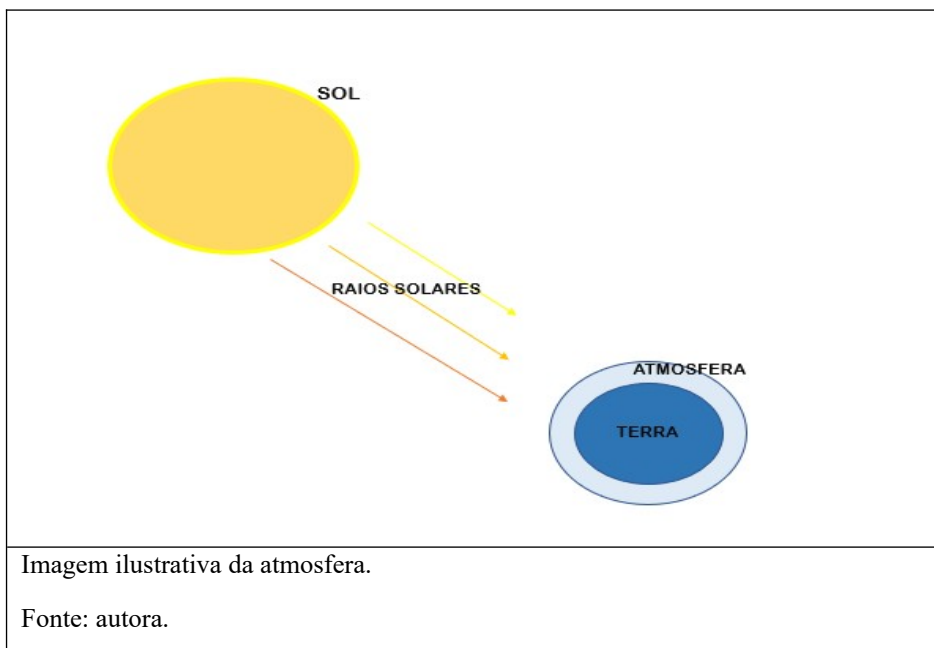 SOL
RAIOS SOLARES
ATMOSFERA
TERRA
Imagem ilustrativa da atmosfera.
Fonte: autora.